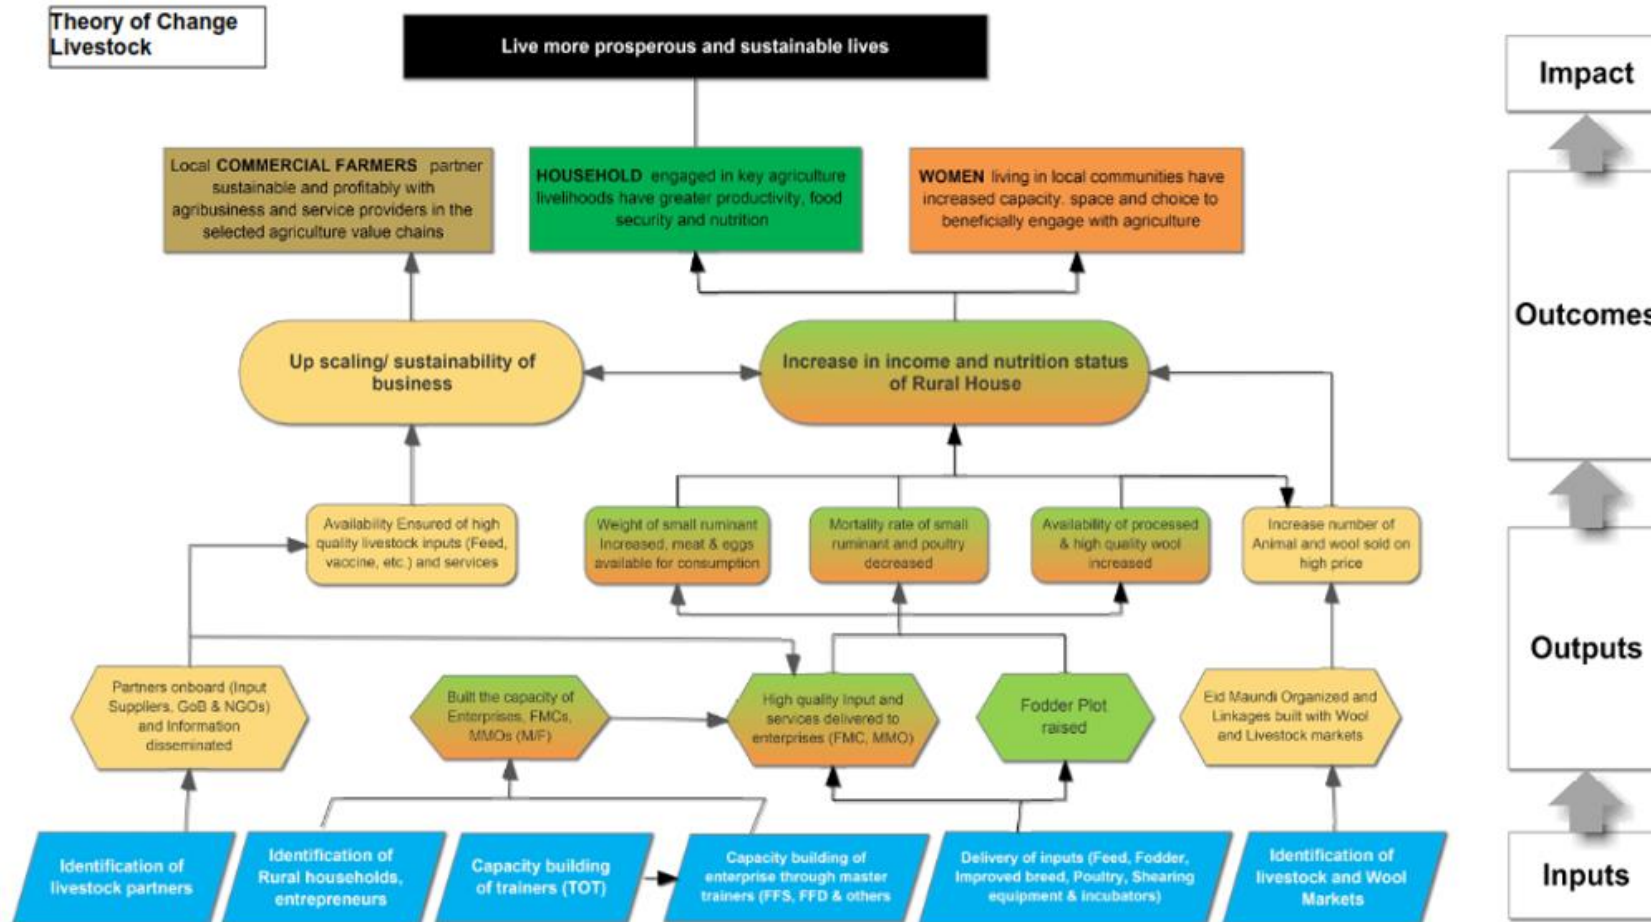 Theory of Change
Livestock
Live more prosperous and sustainable lives
Impact
Local COMMERCIAL FARMERS partner
sustainable and profitably with
agribusiness and service providers in the
selected agriculture value chains
HOUSEHOLD engaged in key agriculture
livelihoods have greater productivity, food
security and nutrition
WOMEN living in local communities have
increased capacity, space and choice to
beneficially engage with agriculture
Outcomes
Up scaling/ sustainability of
business
Increase in income and nutrition status
of Rural House
Availability Ensured of high
quality livestock inputs (Feed,
vaccine, etc.) and services
Weight of small ruminant
Increased, meat & eggs
available for consumption
Mortality rate of small
ruminant and poultry
decreased
Availability of processed
& high quality wool
increased
Increase number of
Animal and wool sold on
high price
Outputs
Partners onboard (Input
Suppliers, GoB & NGOs)
and Information
disseminated
Built the capacity of
Enterprises, FMCs,
MMOs (M/F)
High quality Input and
services delivered to
enterprises (FMC, MMO)
Fodder Plot
raised
Eid Maundi Organized and
Linkages built with Wool
and Livestock markets
Identification of
livestock partners
Identification of
Rural households,
entrepreneurs
Capacity building
of trainers (TOT)
Capacity building of
enterprise through master
trainers (FFS, FFD & others
Delivery of inputs (Feed, Fodder,
Improved breed, Poultry, Shearing
equipment & incubators)
Identification of
livestock and Wool
Markets
Inputs